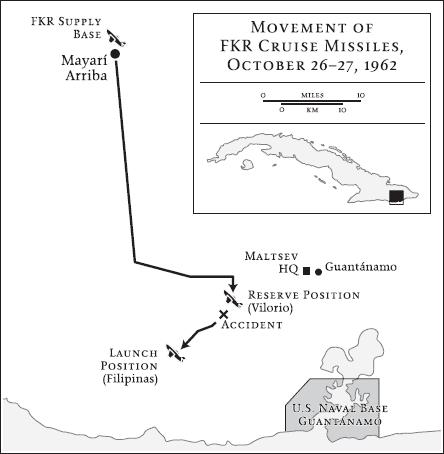 FKR SUPPLY
BASE
Mayarí
Arriba
MOVEMENT OF
FKR CRUISE MISSILES,
OCTOBER 26–27, 1962
0 MILES 10
0 KM 10
MALTSEV
HQ
Guantánamo
RESERVE POSITION
(Vilorio)
ACCIDENT
LAUNCH
POSITION
(Filipinas)
U.S. NAVAL BASE
GUANTÁNAMO